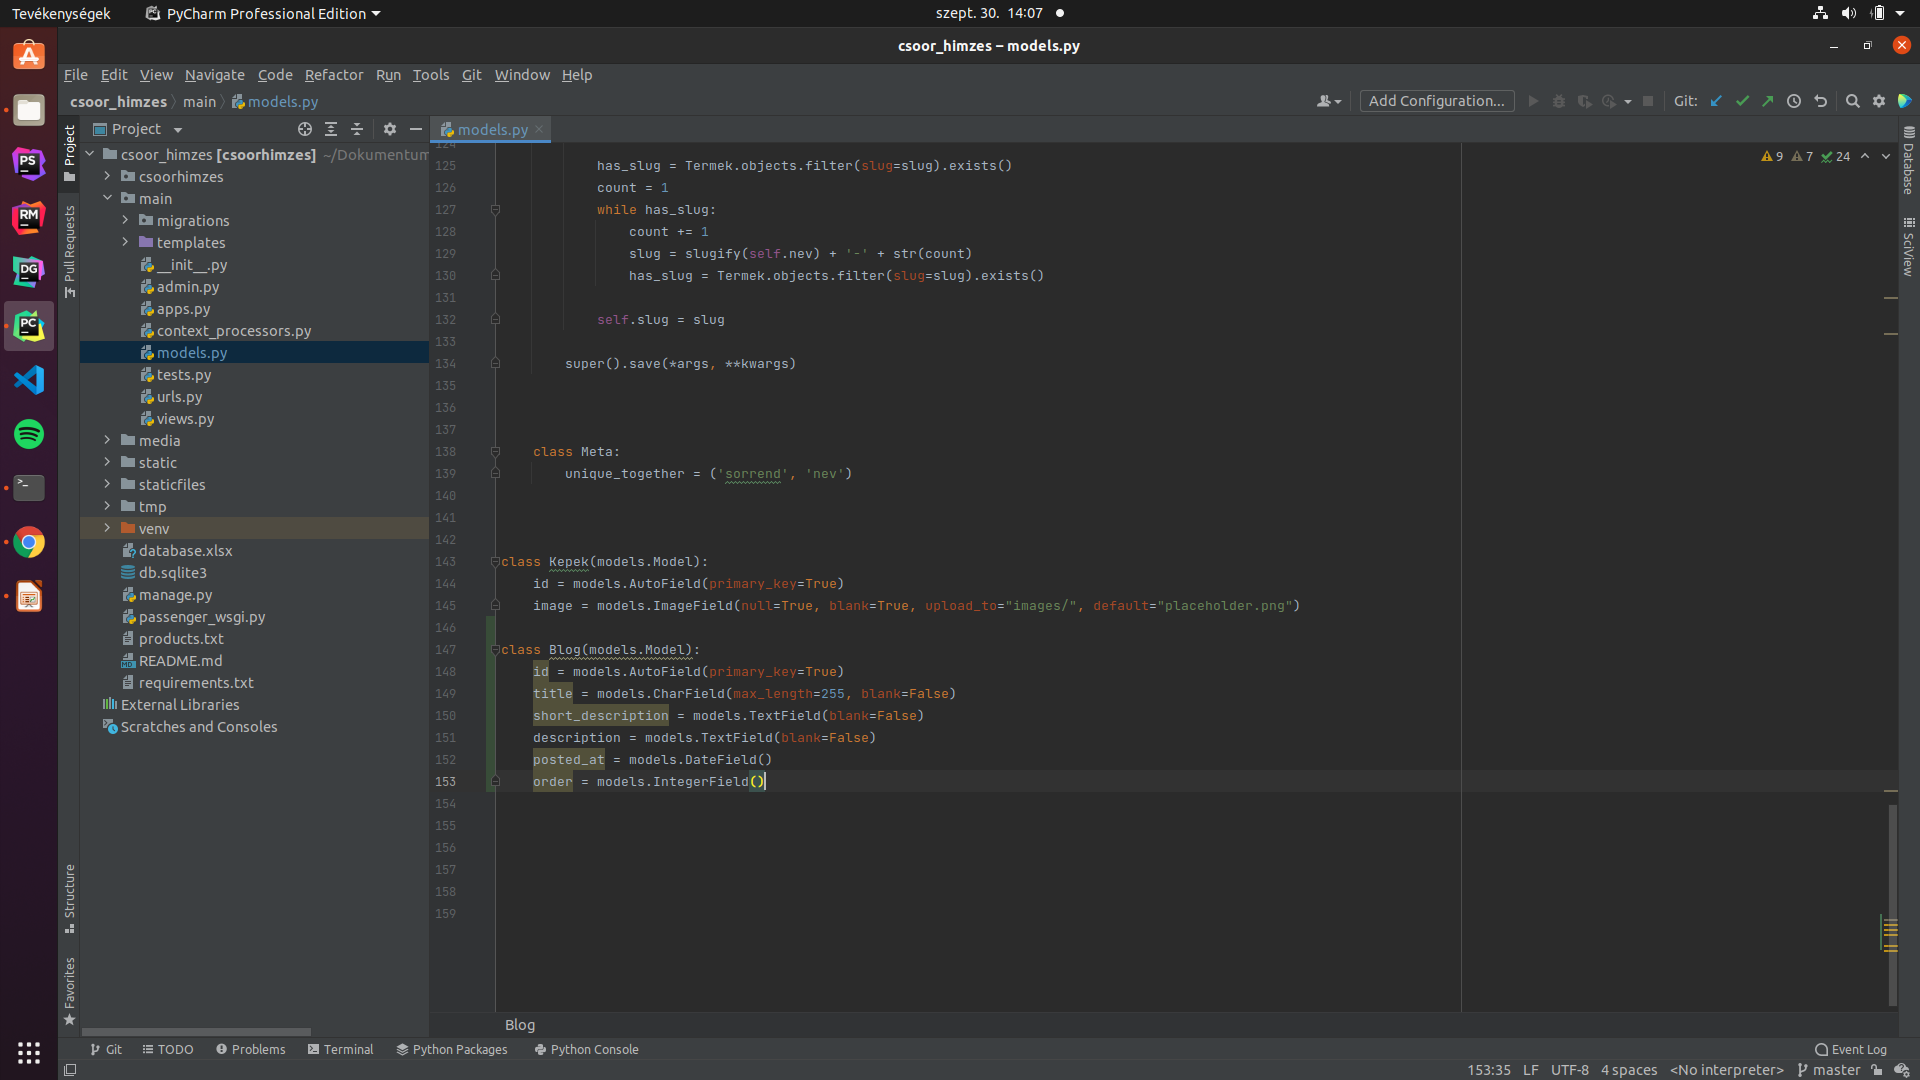 Tevékenységek
PyCharm Professional Edition
szept. 30. 14:07
csoor_himzes – models.py
File Edit View Navigate Code Refactor Run Tools Git Window Help
csoor_himzes main models.py
Add Configuration...
Git:
Project
models.py
csoor_himzes [csoorhimzes] ~/Dokumentum
csoorhimzes
main
migrations
templates
__init__.py
admin.py
apps.py
context_processors.py
models.py
tests.py
urls.py
views.py
media
static
staticfiles
tmp
venv
database.xlsx
db.sqlite3
manage.py
passenger_wsgi.py
products.txt
README.md
requirements.txt
External Libraries
Scratches and Consoles
Project
Pull Requests
Structure
Favorites
PS
RM
DG
PC
9 7 24
124
125 has_slug = Termek.objects.filter(slug=slug).exists()
126 count = 1
127 while has_slug:
128 count += 1
129 slug = slugify(self.nev) + '-' + str(count)
130 has_slug = Termek.objects.filter(slug=slug).exists()
131
132 self.slug = slug
133
134 super().save(*args, **kwargs)
135
136
137
138 class Meta:
139 unique_together = ('sorrend', 'nev')
140
141
142
143 class Kepek(models.Model):
144 id = models.AutoField(primary_key=True)
145 image = models.ImageField(null=True, blank=True, upload_to="images/", default="placeholder.png")
146
147 class Blog(models.Model):
148 id = models.AutoField(primary_key=True)
149 title = models.CharField(max_length=255, blank=False)
150 short_description = models.TextField(blank=False)
151 description = models.TextField(blank=False)
152 posted_at = models.DateField()
153 order = models.IntegerField()
154
155
156
157
158
159
Database
SciView
Blog
Git TODO Problems Terminal Python Packages Python Console
Event Log
153:35 LF UTF-8 4 spaces <No interpreter> master